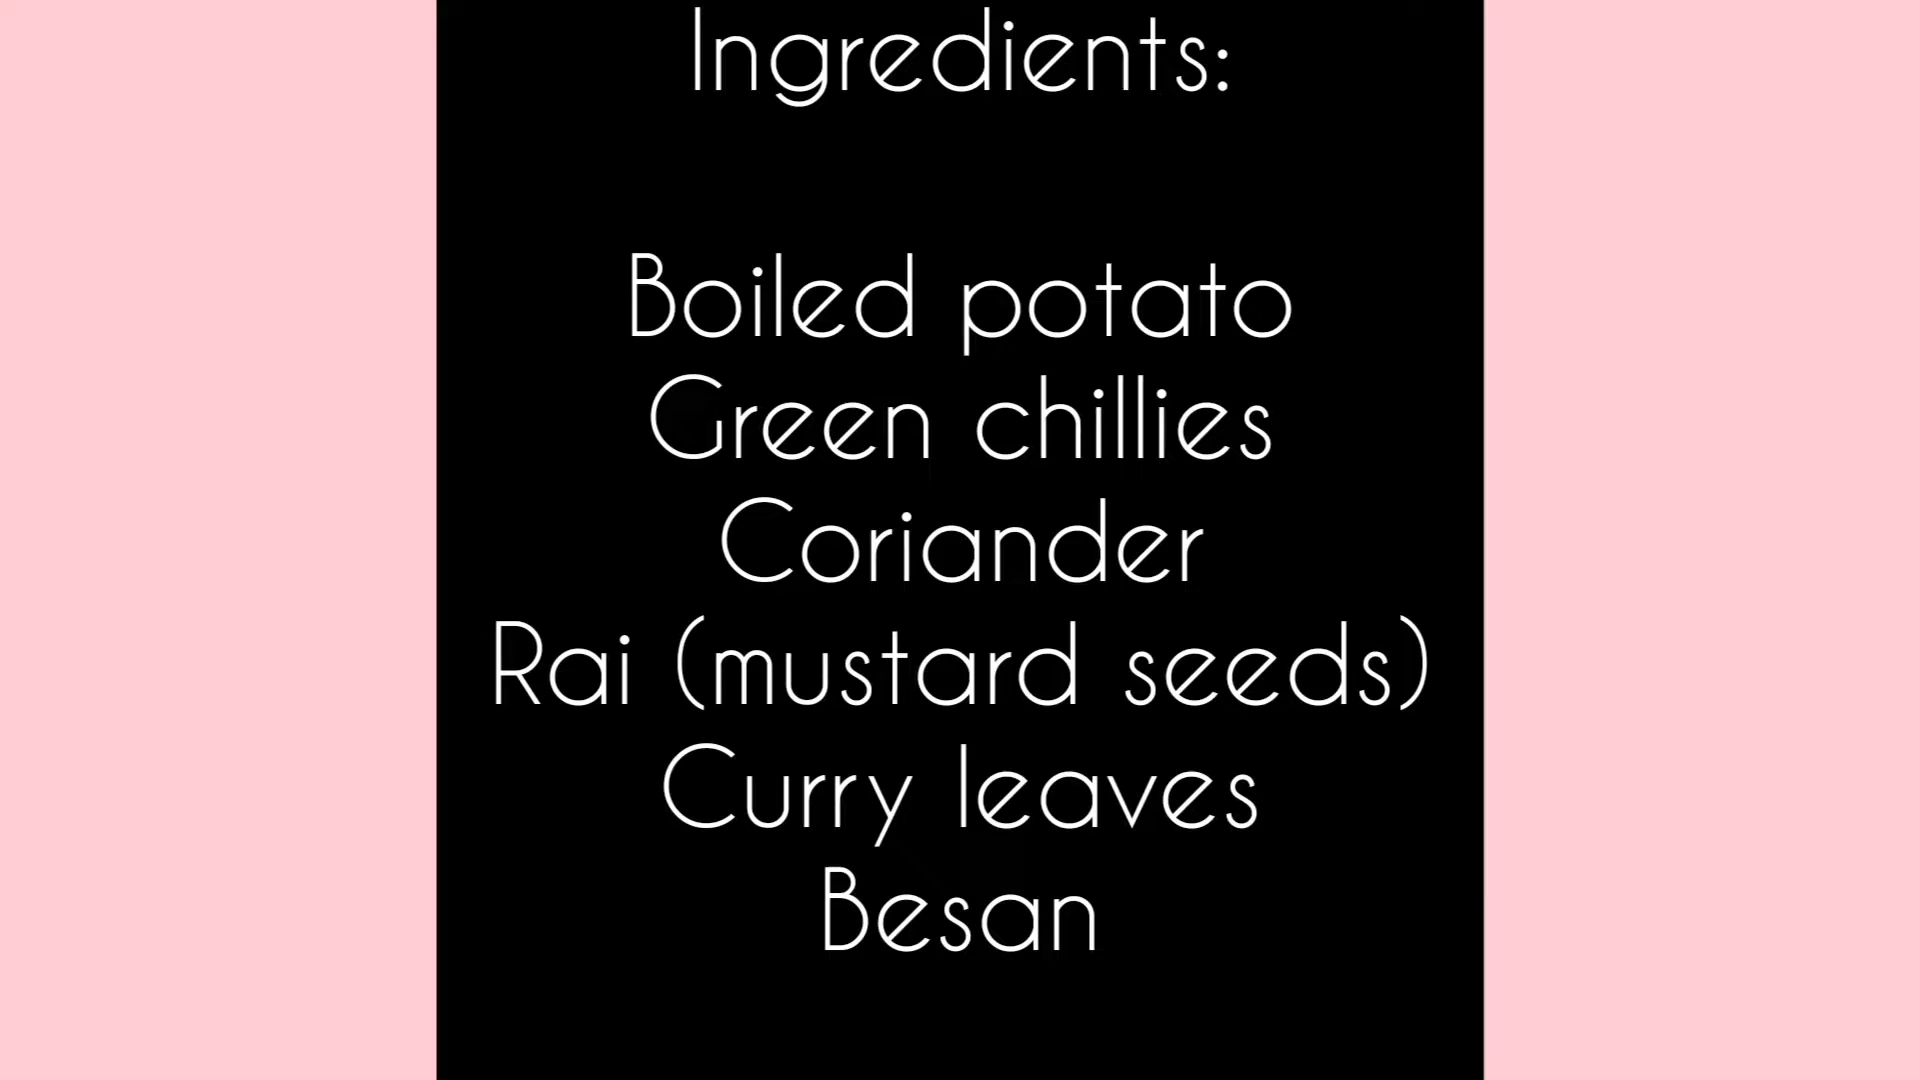 Ingredients:
Boiled potato
Green chillies
Coriander
Rai (mustard seeds)
Curry leaves
Besan